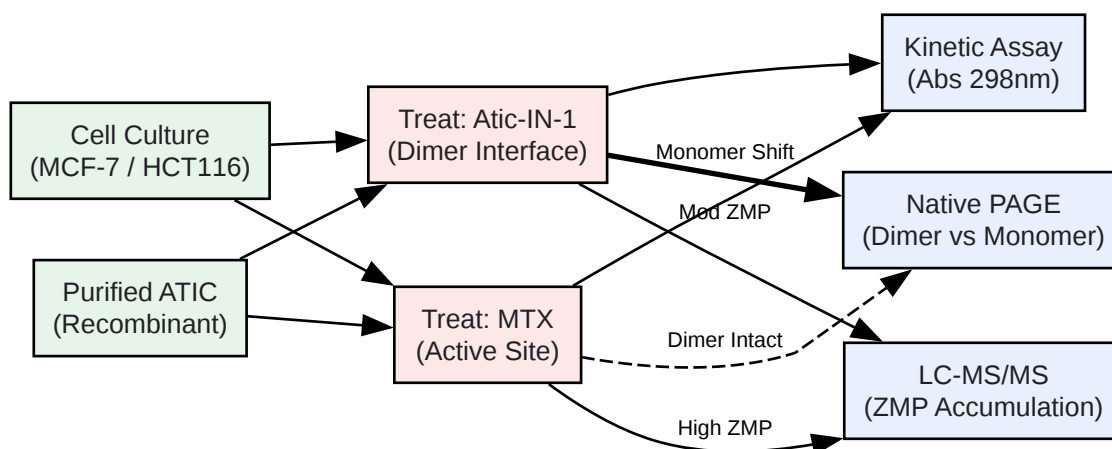 Cell Culture
(MCF-7 / HCT116)
Purified ATIC
(Recombinant)
Treat: Atic-IN-1
(Dimer Interface)
Treat: MTX
(Active Site)
Monomer Shift
Mod ZMP
Dimer Intact
High ZMP
Kinetic Assay
(Abs 298nm)
Native PAGE
(Dimer vs Monomer)
LC-MS/MS
(ZMP Accumulation)